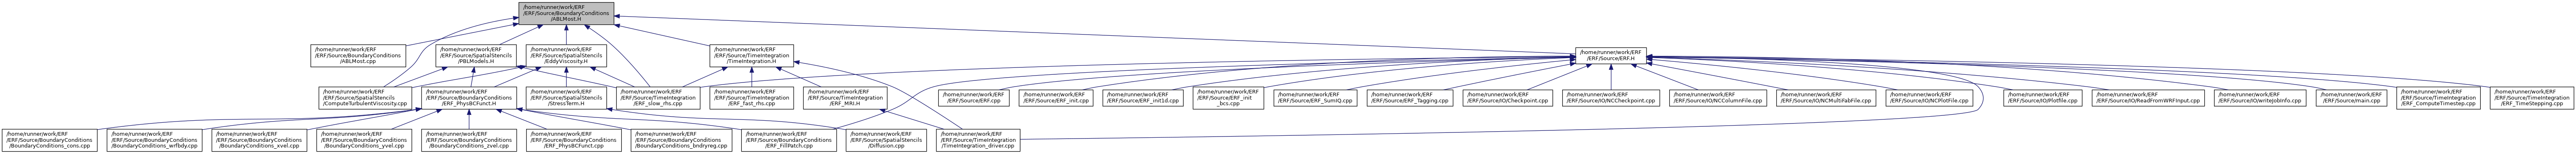 /home/runner/work/ERF
/ERF/Source/BoundaryConditions
/ABLMost.H
/home/runner/work/ERF
/ERF/Source/BoundaryConditions
/ABLMost.cpp
/home/runner/work/ERF
/ERF/Source/SpatialStencils
/PBLModels.H
/home/runner/work/ERF
/ERF/Source/SpatialStencils
/EddyViscosity.H
/home/runner/work/ERF
/ERF/Source/TimeIntegration
/TimeIntegration.H
/home/runner/work/ERF
/ERF/Source/ERF.H
/home/runner/work/ERF
/ERF/Source/SpatialStencils
/ComputeTurbulentViscosity.cpp
/home/runner/work/ERF
/ERF/Source/BoundaryConditions
/ERF_PhysBCFunct.H
/home/runner/work/ERF
/ERF/Source/SpatialStencils
/StressTerm.H
/home/runner/work/ERF
/ERF/Source/TimeIntegration
/ERF_slow_rhs.cpp
/home/runner/work/ERF
/ERF/Source/TimeIntegration
/ERF_fast_rhs.cpp
/home/runner/work/ERF
/ERF/Source/TimeIntegration
/ERF_MRI.H
/home/runner/work/ERF
/ERF/Source/ERF.cpp
/home/runner/work/ERF
/ERF/Source/ERF_init.cpp
/home/runner/work/ERF
/ERF/Source/ERF_init1d.cpp
/home/runner/work/ERF
/ERF/Source/ERF_init
_bcs.cpp
/home/runner/work/ERF
/ERF/Source/ERF_SumIQ.cpp
/home/runner/work/ERF
/ERF/Source/ERF_Tagging.cpp
/home/runner/work/ERF
/ERF/Source/IO/Checkpoint.cpp
/home/runner/work/ERF
/ERF/Source/IO/NCCheckpoint.cpp
/home/runner/work/ERF
/ERF/Source/IO/NCColumnFile.cpp
/home/runner/work/ERF
/ERF/Source/IO/NCMultiFabFile.cpp
/home/runner/work/ERF
/ERF/Source/IO/NCPlotFile.cpp
/home/runner/work/ERF
/ERF/Source/IO/Plotfile.cpp
/home/runner/work/ERF
/ERF/Source/IO/ReadFromWRFInput.cpp
/home/runner/work/ERF
/ERF/Source/IO/writeJobInfo.cpp
/home/runner/work/ERF
/ERF/Source/main.cpp
/home/runner/work/ERF
/ERF/Source/TimeIntegration
/ERF_ComputeTimestep.cpp
/home/runner/work/ERF
/ERF/Source/TimeIntegration
/ERF_TimeStepping.cpp
/home/runner/work/ERF
/ERF/Source/BoundaryConditions
/BoundaryConditions_cons.cpp
/home/runner/work/ERF
/ERF/Source/BoundaryConditions
/BoundaryConditions_wrfbdy.cpp
/home/runner/work/ERF
/ERF/Source/BoundaryConditions
/BoundaryConditions_xvel.cpp
/home/runner/work/ERF
/ERF/Source/BoundaryConditions
/BoundaryConditions_yvel.cpp
/home/runner/work/ERF
/ERF/Source/BoundaryConditions
/BoundaryConditions_zvel.cpp
/home/runner/work/ERF
/ERF/Source/BoundaryConditions
/ERF_PhysBCFunct.cpp
/home/runner/work/ERF
/ERF/Source/BoundaryConditions
/BoundaryConditions_bndryreg.cpp
/home/runner/work/ERF
/ERF/Source/BoundaryConditions
/ERF_FillPatch.cpp
/home/runner/work/ERF
/ERF/Source/SpatialStencils
/Diffusion.cpp
/home/runner/work/ERF
/ERF/Source/TimeIntegration
/TimeIntegration_driver.cpp